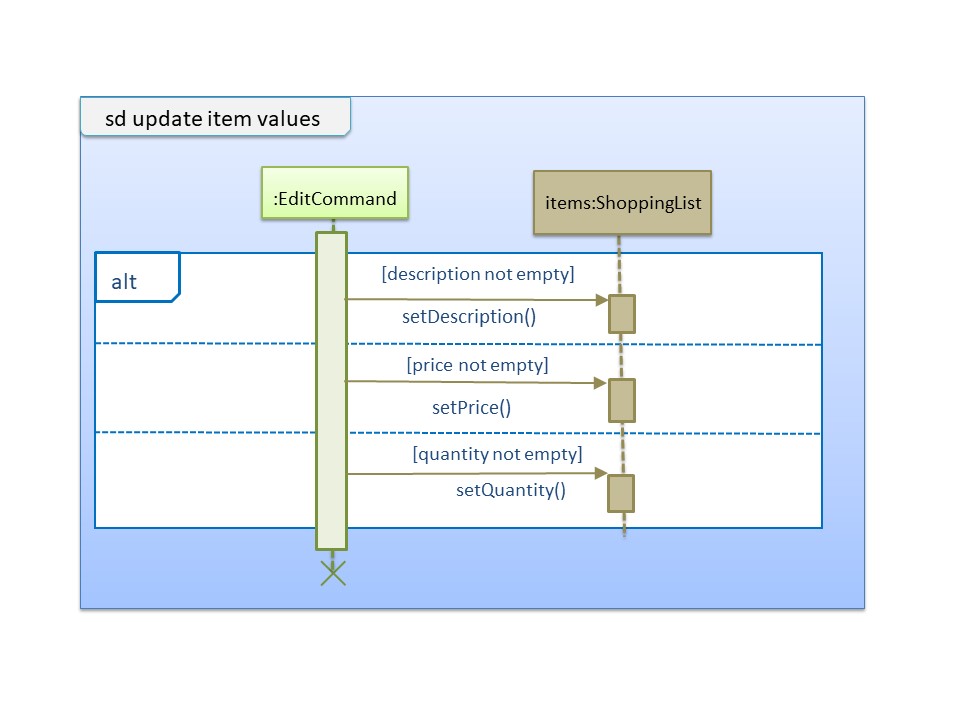 sd update item values
:EditCommand
items:ShoppingList
alt
[description not empty]
setDescription()
[price not empty]
setPrice()
[quantity not empty]
setQuantity()